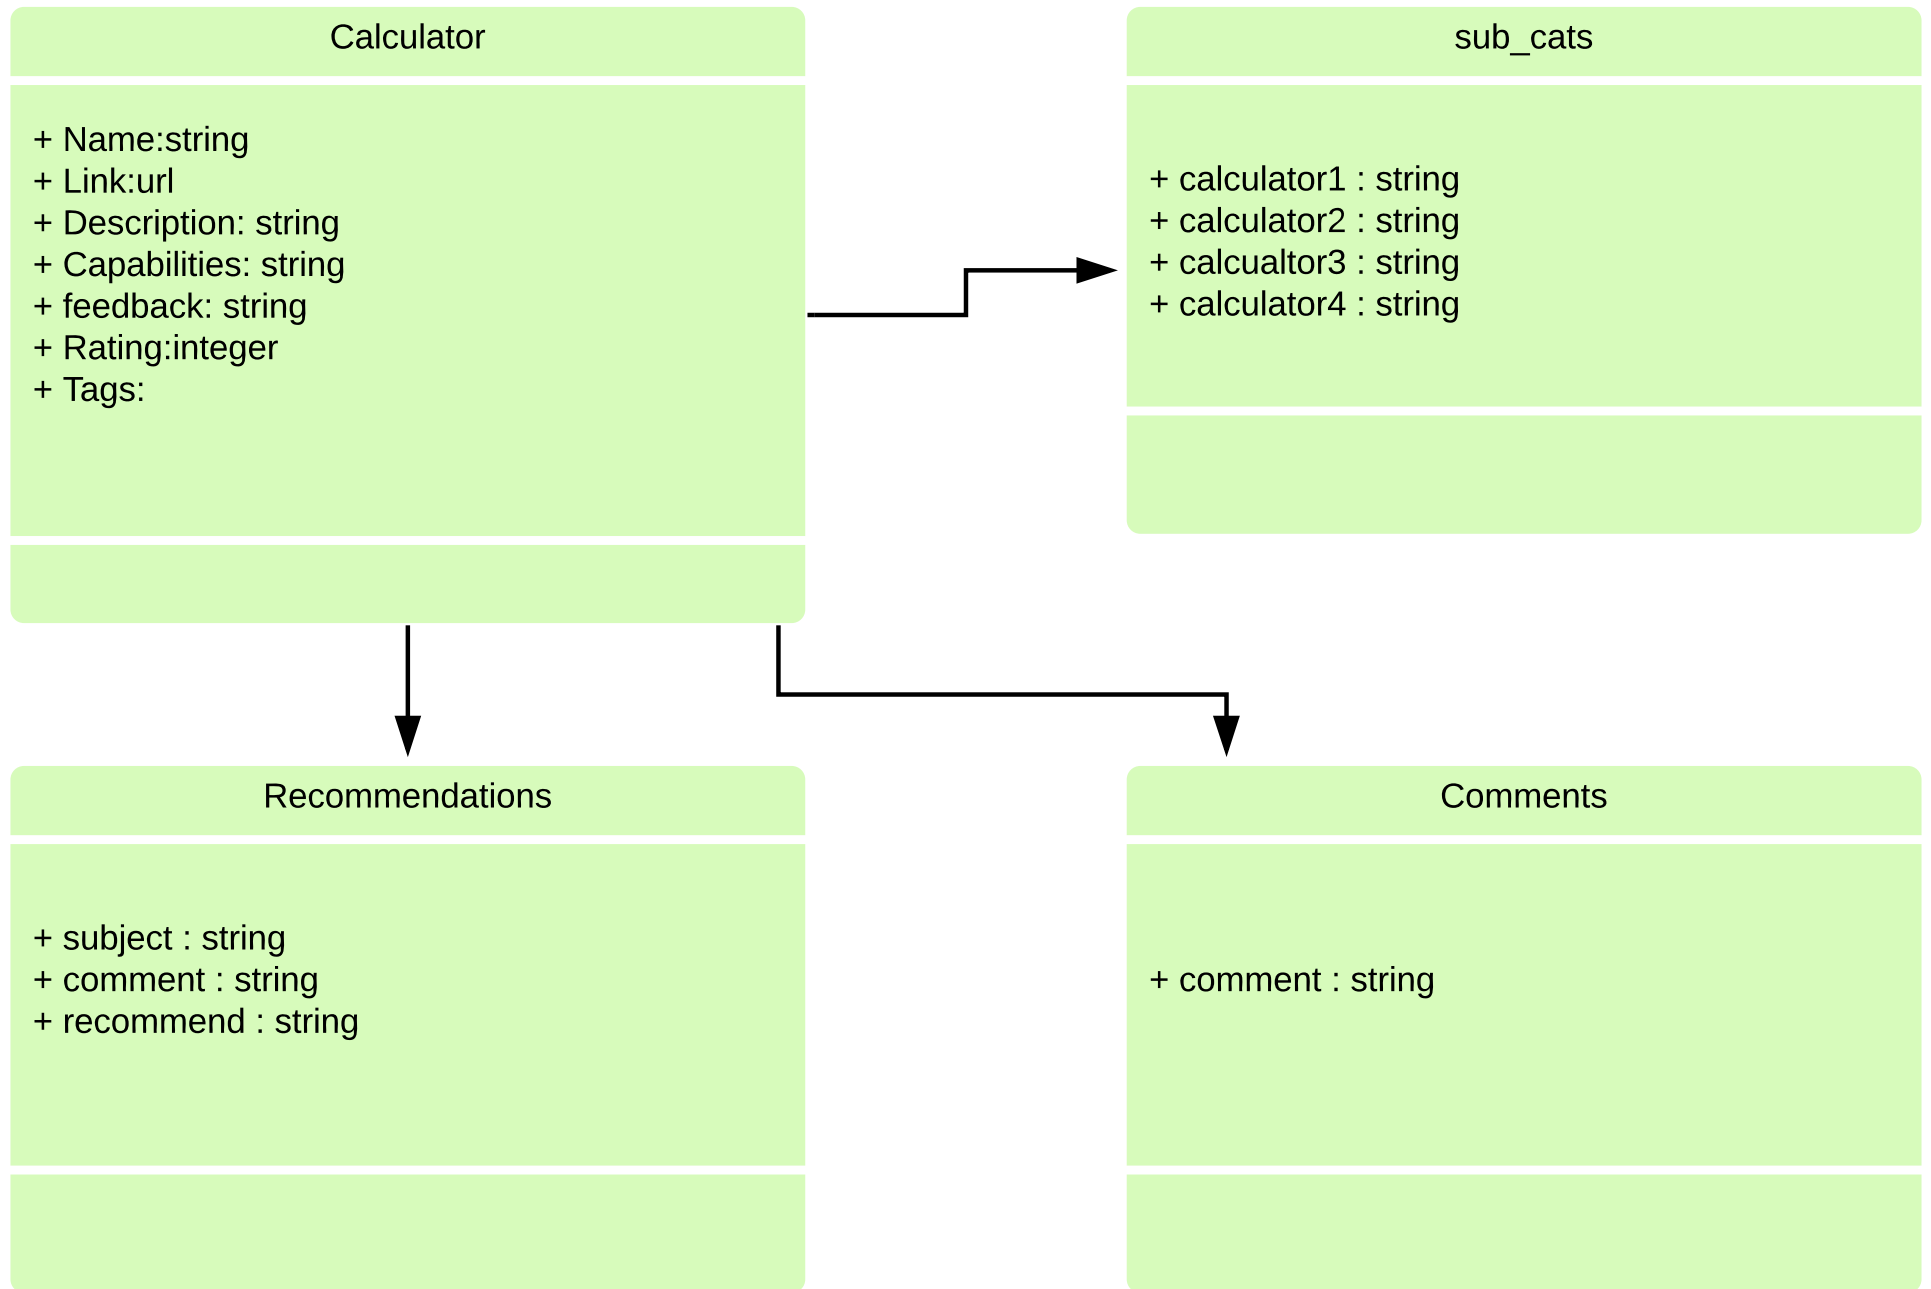 Calculator
+ Name:string
+ Link:url
+ Description: string
+ Capabilities: string
+ feedback: string
+ Rating:integer
+ Tags:
sub_cats
+ calculator1 : string
+ calculator2 : string
+ calcualtor3 : string
+ calculator4 : string
Recommendations
+ subject : string
+ comment : string
+ recommend : string
Comments
+ comment : string